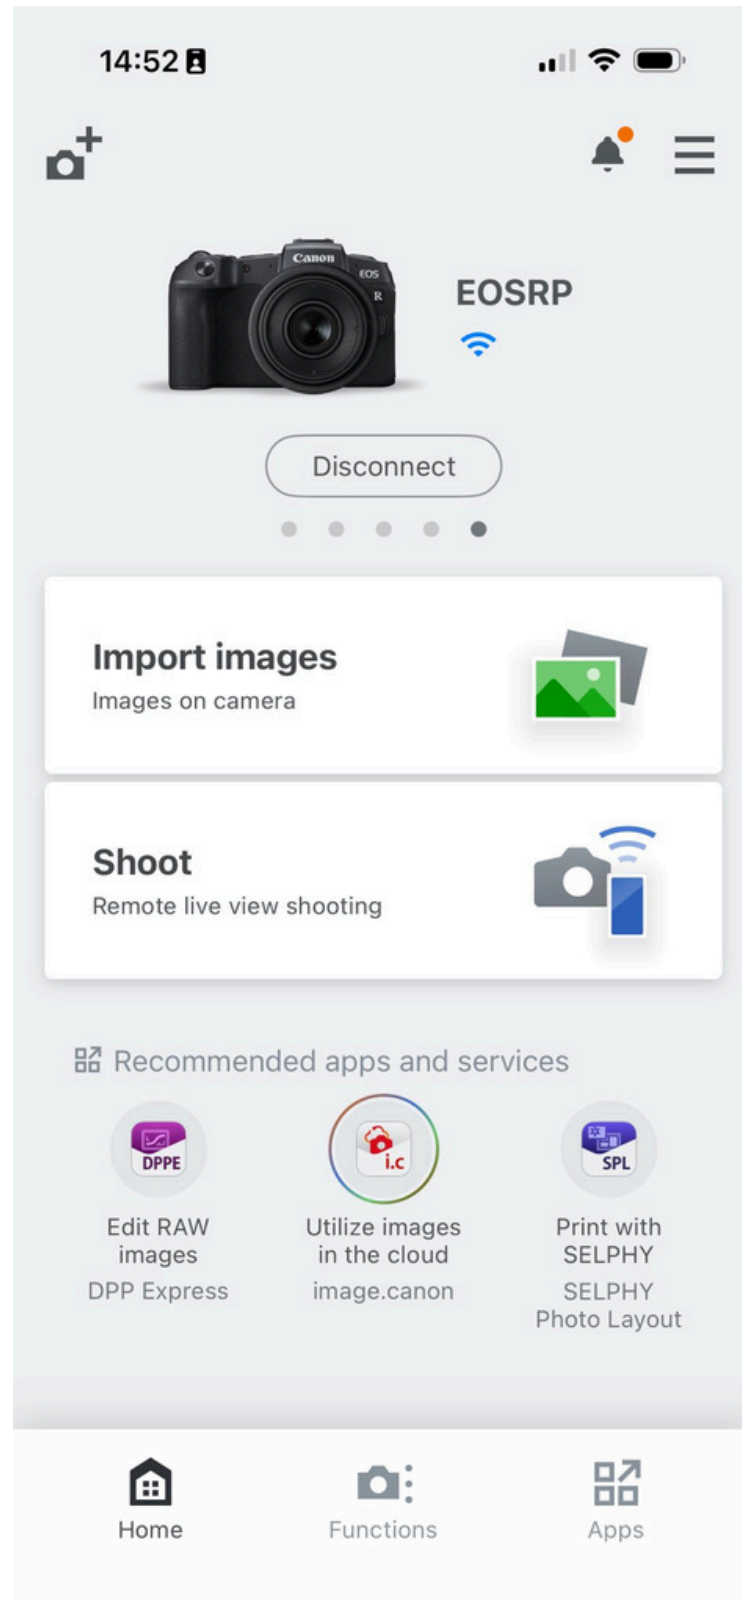 14:52
Canon
EOS
R
EOSRP
Disconnect
Import images
Images on camera
Shoot
Remote live view shooting
Recommended apps and services
DPPE
i.c
SPL
Edit RAW
images
DPP Express
Utilize images
in the cloud
image.canon
Print with
SELPHY
SELPHY
Photo Layout
Home
Functions
Apps